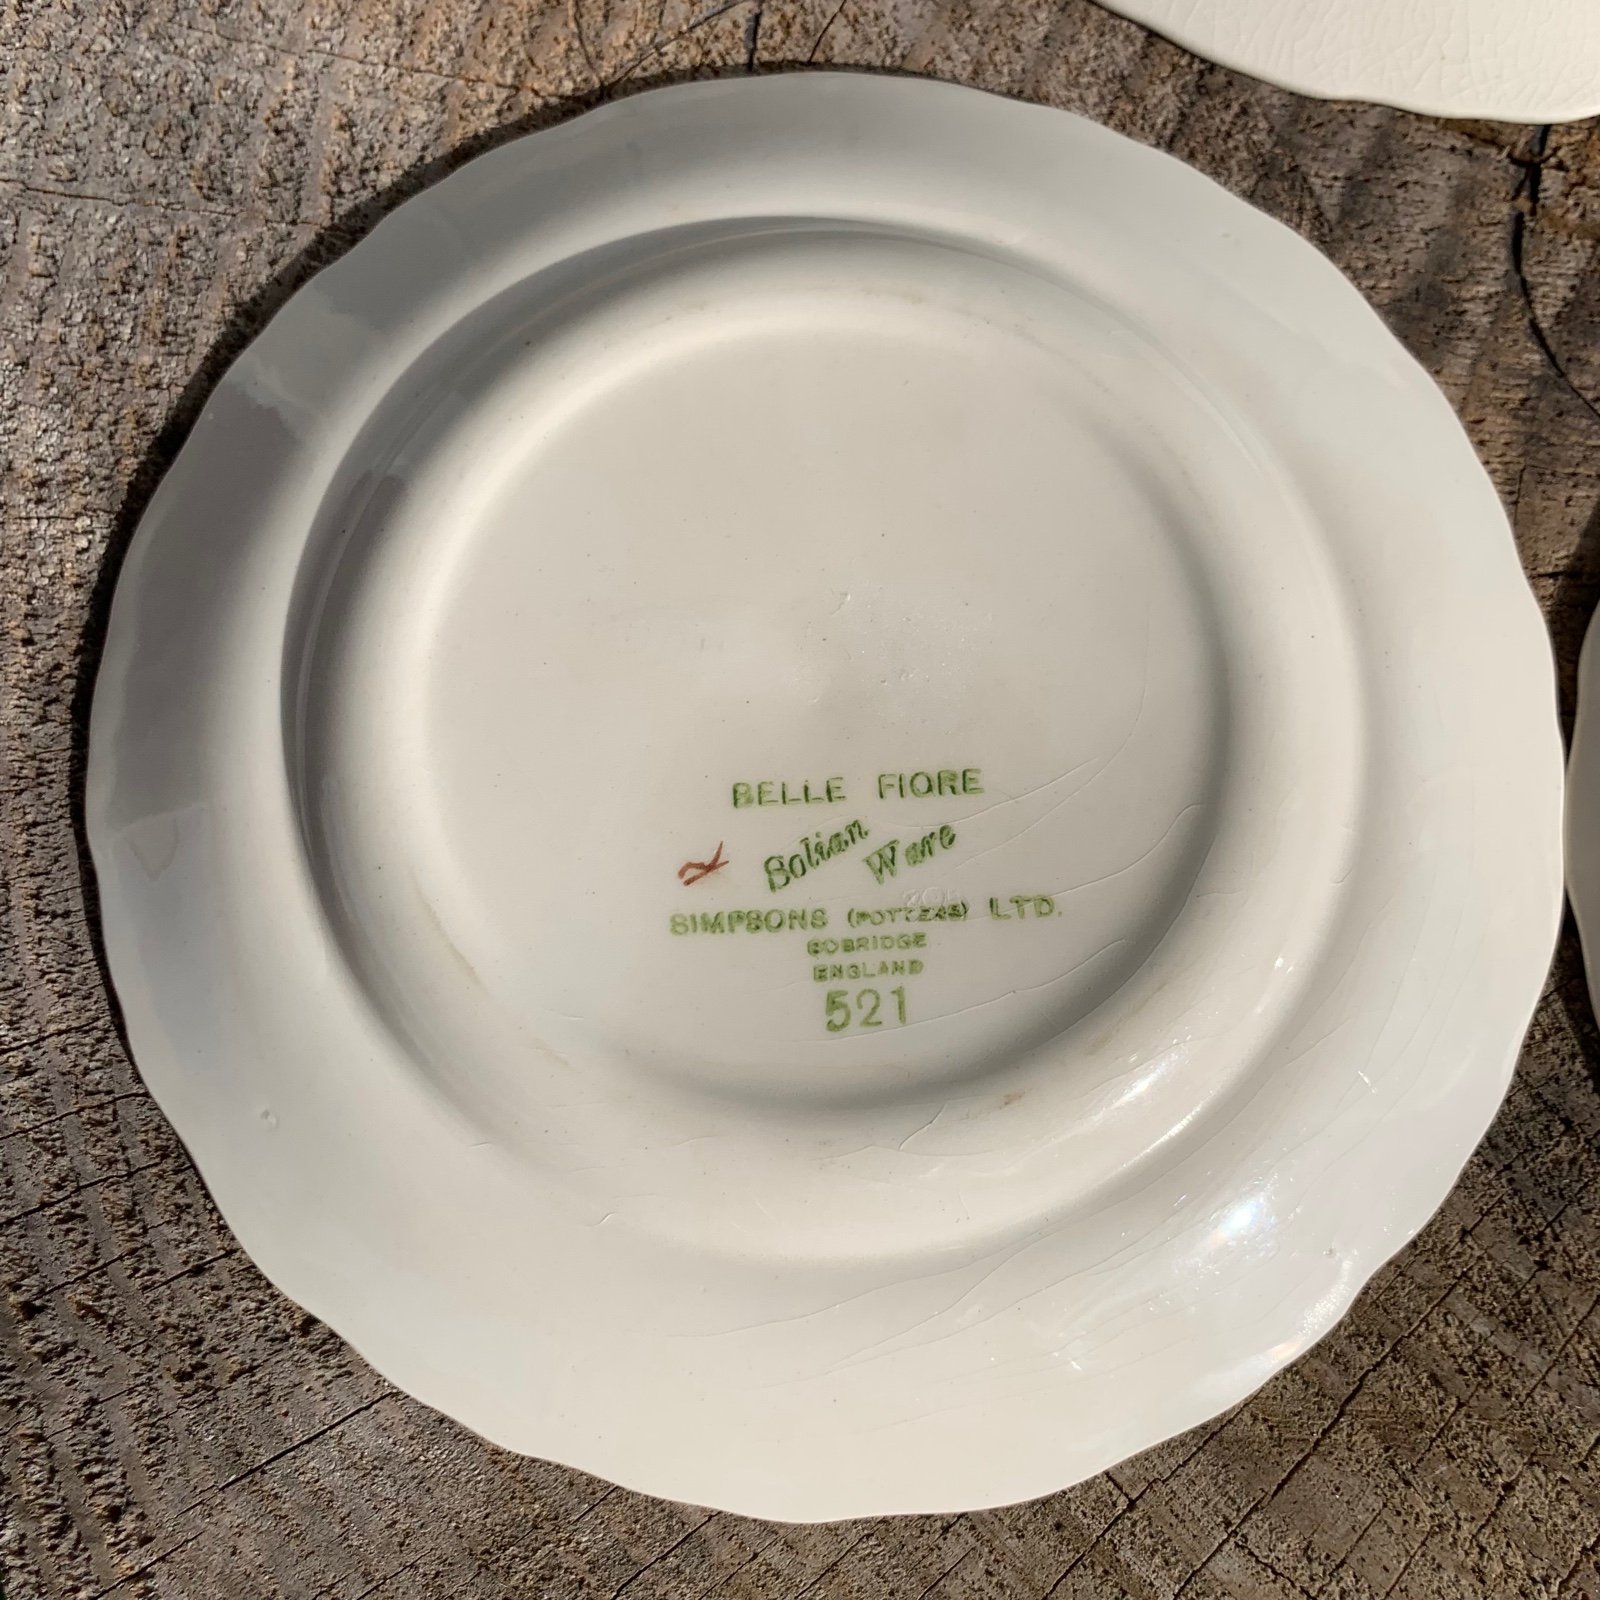 BELLE FIORE
Solian Ware
SIMPSONS (POTTERS) LTD.
COBRIDGE
ENGLAND
521